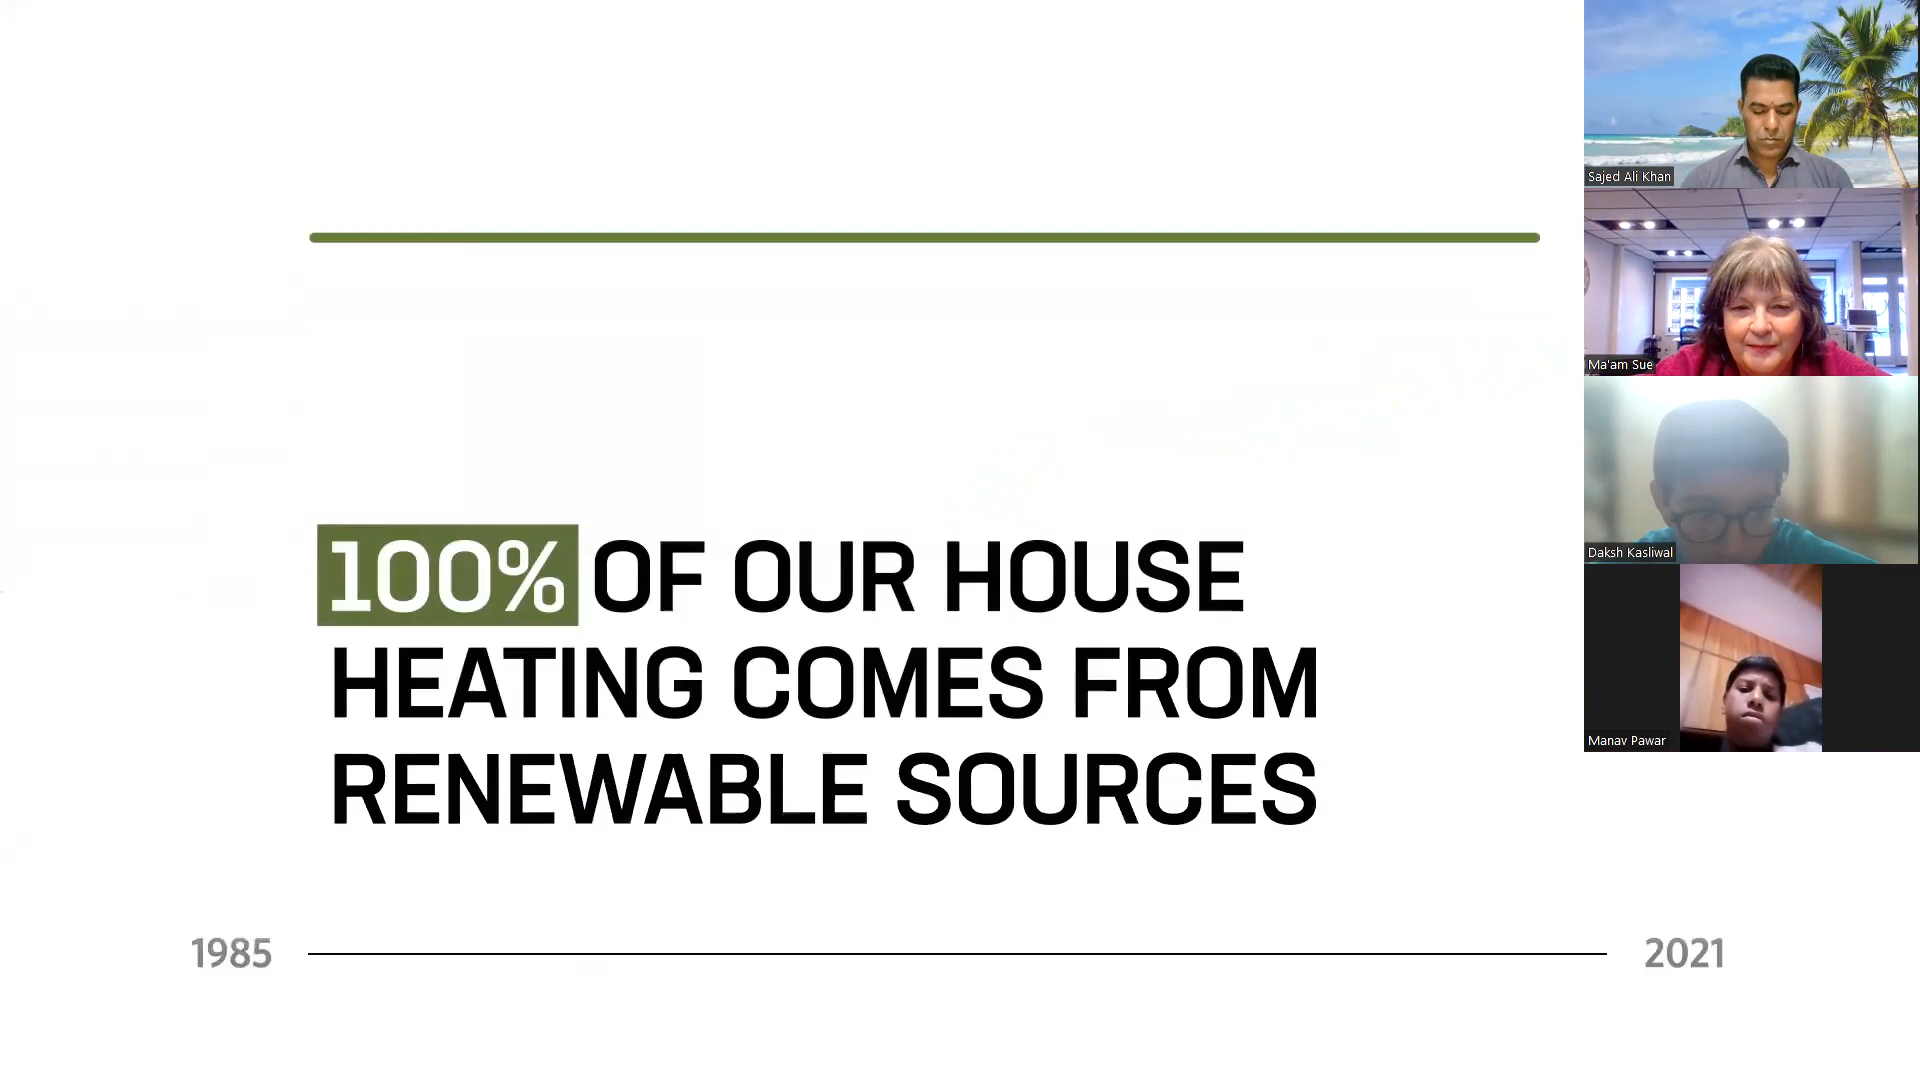 100% OF OUR HOUSE
HEATING COMES FROM
RENEWABLE SOURCES
1985
2021
Sajed Ali Khan
Ma'am Sue
Daksh Kasliwal
Manav Pawar